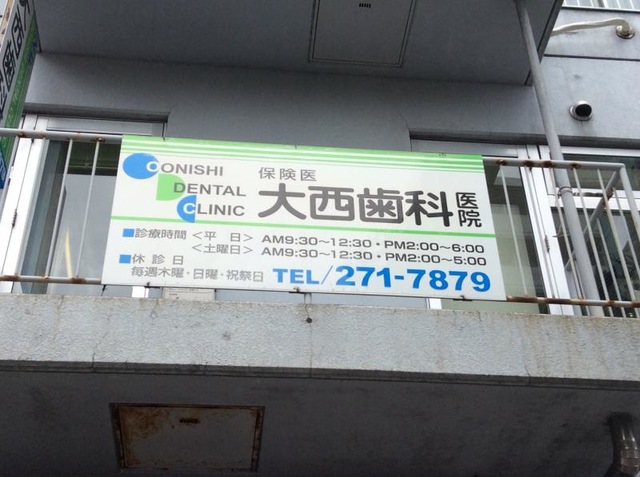 OONISHI
DENTAL
CLINIC
保険医
大西歯科医院
■診療時間 <平 日> AM9:30～12:30・PM2:00～6:00
<土曜日> AM9:30～12:30・PM2:00～5:00
■休診日
毎週木曜・日曜・祝祭日 TEL/271-7879